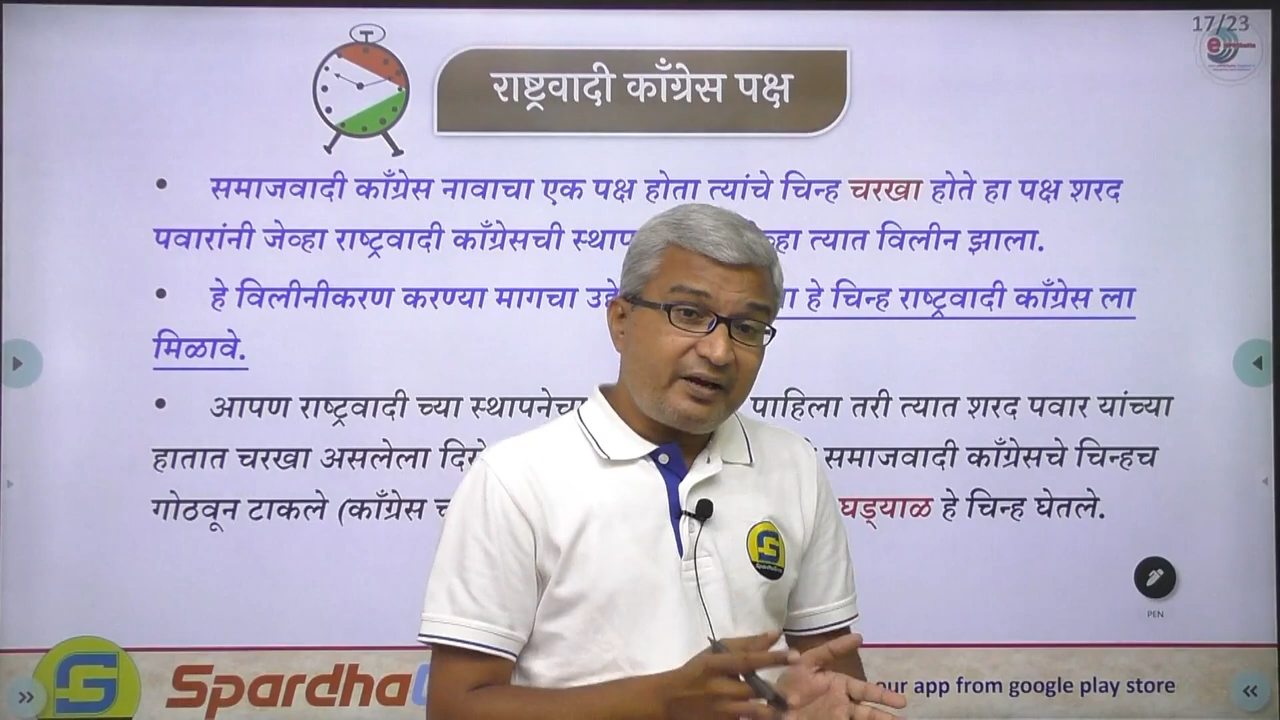 17/23
राष्ट्रवादी काँग्रेस पक्ष
• समाजवादी काँग्रेस नावाचा एक पक्ष होता त्यांचे चिन्ह चरखा होते हा पक्ष शरद
पवारांनी जेव्हा राष्ट्रवादी काँग्रेसची त्यात विलीन झाला.
• हे विलीनीकरण करण्या मागचा हे चिन्ह राष्ट्रवादी काँग्रेस ला
मिळावे.
• आपण राष्ट्रवादी च्या पाहिला तरी त्यात शरद पवार यांच्या
हातात चरखा असलेला समाजवादी काँग्रेसचे चिन्हच
गोठवून टाकले (काँग्रेस घड्याळ हे चिन्ह घेतले.
PEN
Spardha our app from google play store